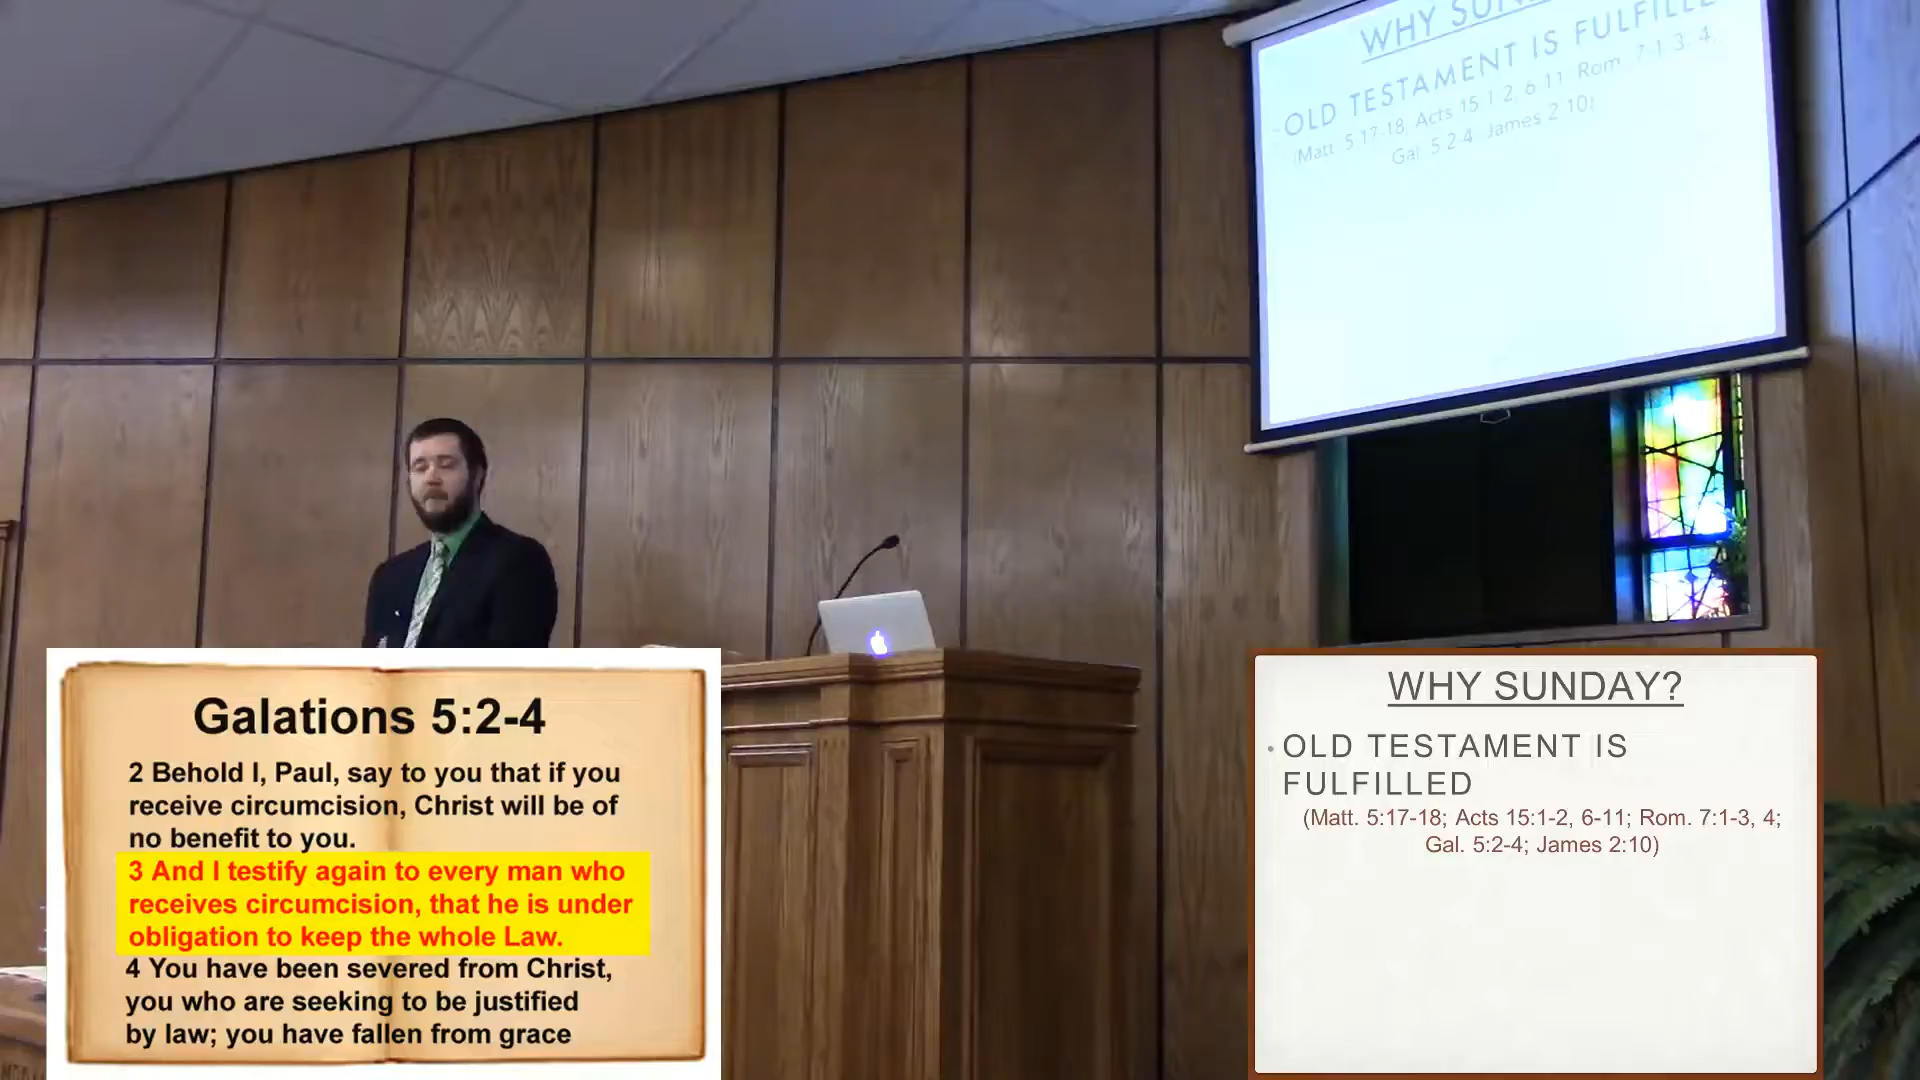 WHY SUN
OLD TESTAMENT IS FULFILLE
(Matt. 5:17-18, Acts 15:1-2, 6-11, Rom. 7:1-3, 4,
Gal. 5:2-4, James 2:10)
Galations 5:2-4
2 Behold I, Paul, say to you that if you
receive circumcision, Christ will be of
no benefit to you.
3 And I testify again to every man who
receives circumcision, that he is under
obligation to keep the whole Law.
4 You have been severed from Christ,
you who are seeking to be justified
by law; you have fallen from grace
WHY SUNDAY?
• OLD TESTAMENT IS
FULFILLED
(Matt. 5:17-18; Acts 15:1-2, 6-11; Rom. 7:1-3, 4;
Gal. 5:2-4; James 2:10)